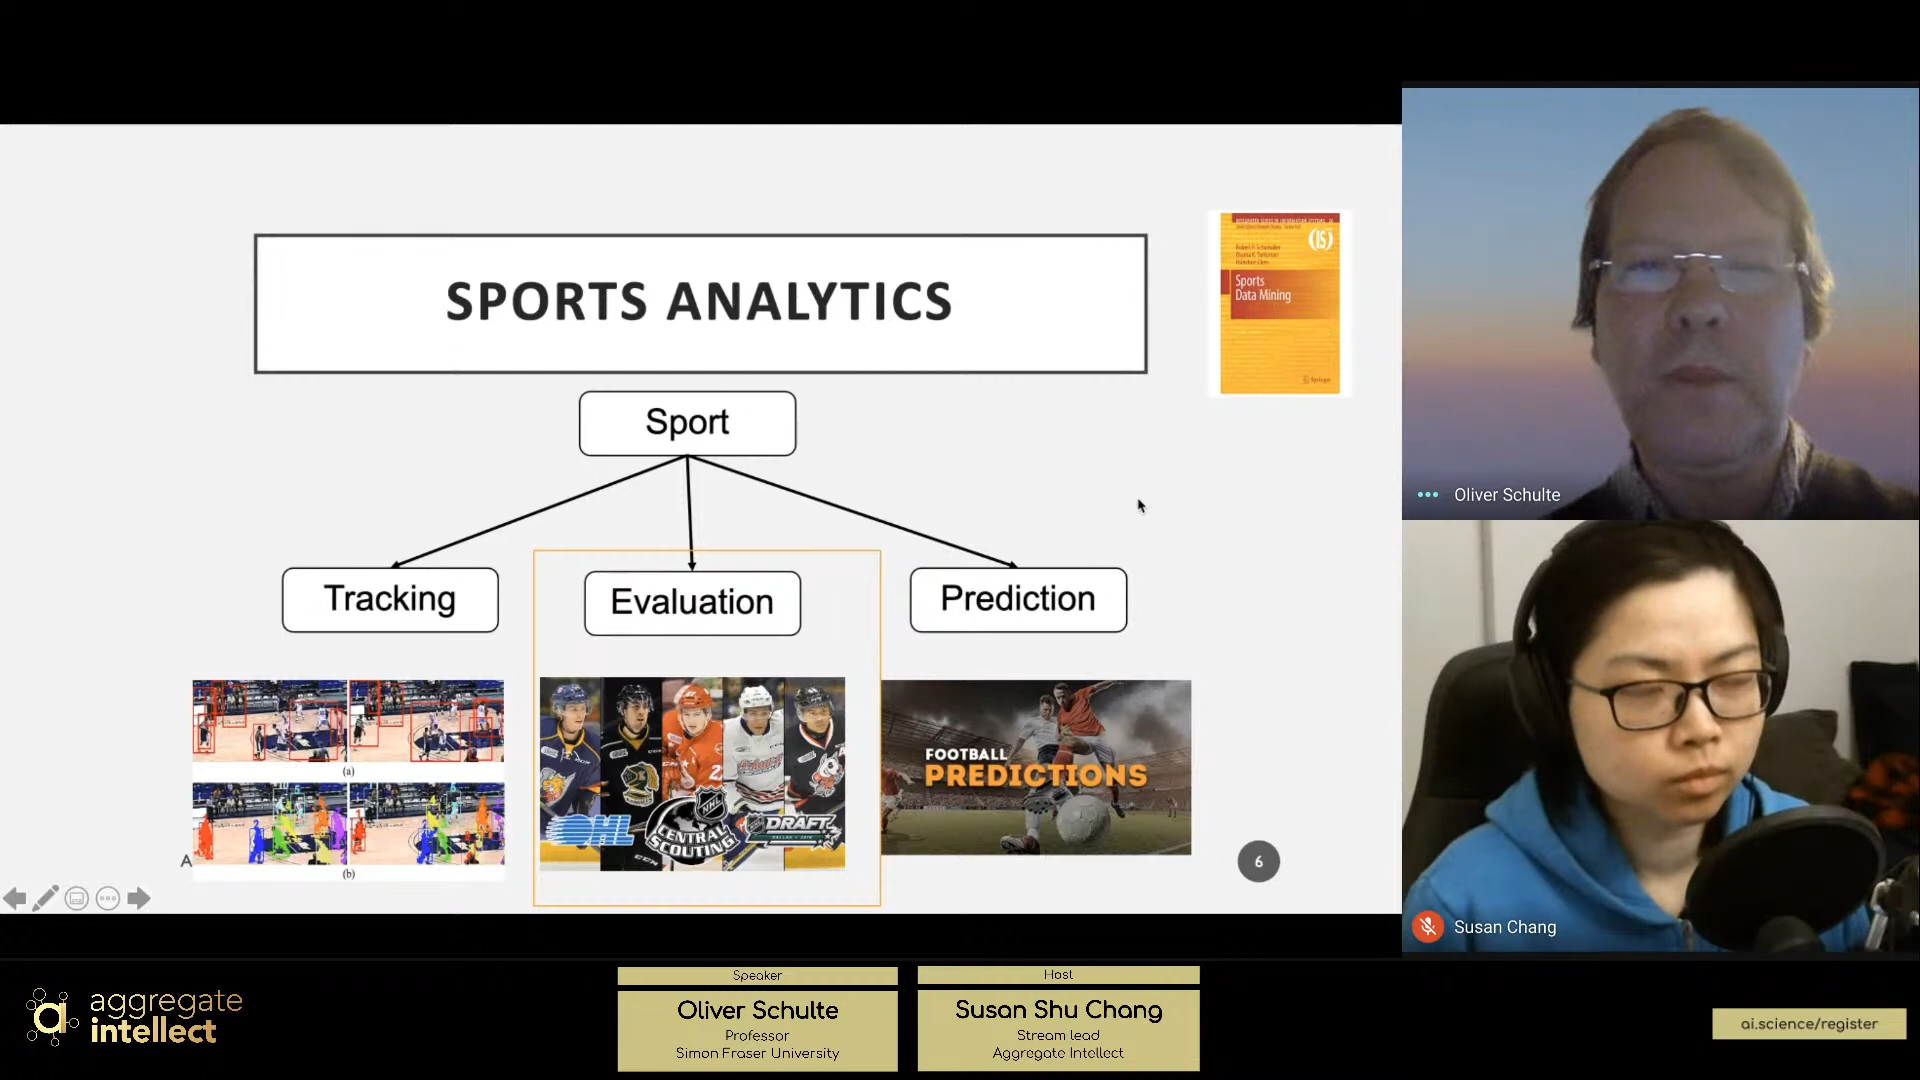 SPORTS ANALYTICS
Sports
Data Mining
Springer
Sport
Tracking
Evaluation
Prediction
(a)
(b)
A
OHL
NHL
CENTRAL
SCOUTING
DRAFT
FOOTBALL
PREDICTIONS
6
Oliver Schulte
Susan Chang
aggregate
intellect
Speaker
Oliver Schulte
Professor
Simon Fraser University
Host
Susan Shu Chang
Stream lead
Aggregate Intellect
ai.science/register